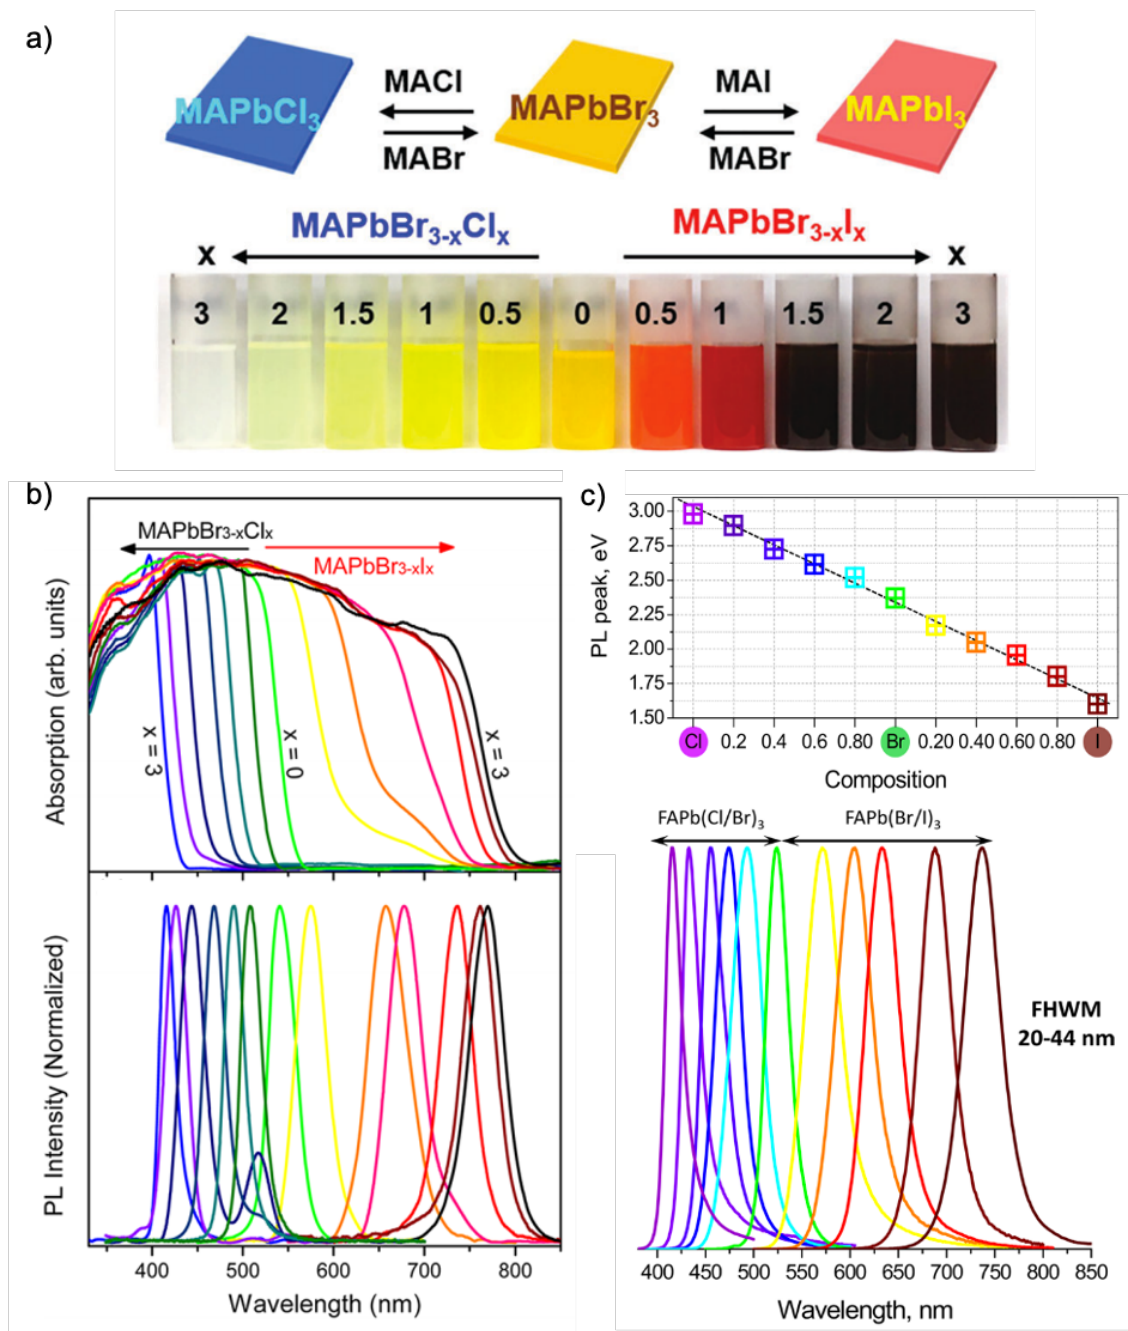 a)
MACl
MAI
MAPbCl3
MAPbBr3
MAPbI3
MABr
MABr
MAPbBr3-xClx
MAPbBr3-xIx
x
x
3 2 1.5 1 0.5 0 0.5 1 1.5 2 3
b)
MAPbBr3-xClx
MAPbBr3-xIx
Absorption (arb. units)
x = 3
x = 0
x = 3
PL Intensity (Normalized)
400 500 600 700 800
Wavelength (nm)
c)
PL peak, eV
3.00
2.75
2.50
2.25
2.00
1.75
1.50
Cl 0.2 0.4 0.6 0.80 Br 0.20 0.40 0.60 0.80 I
Composition
FAPb(Cl/Br)3
FAPb(Br/I)3
FHWM
20-44 nm
400 450 500 550 600 650 700 750 800 850
Wavelength, nm